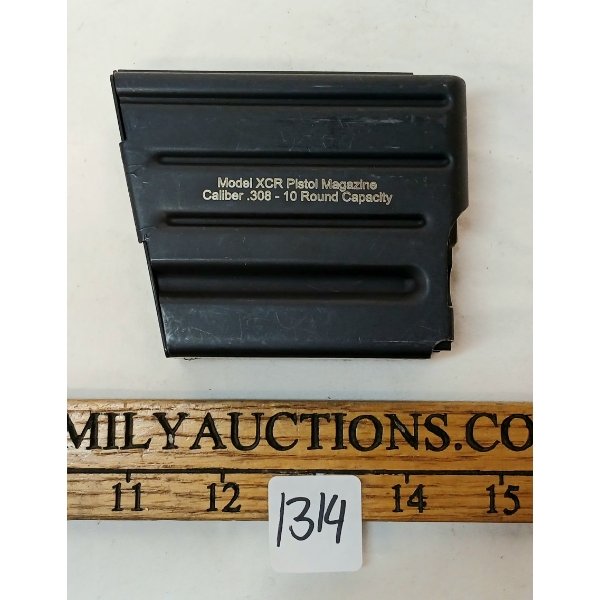 Model XCR Pistol Magazine
Caliber .308 - 10 Round Capacity
MILYAUCTIONS.CO
11 12 14 15
1314